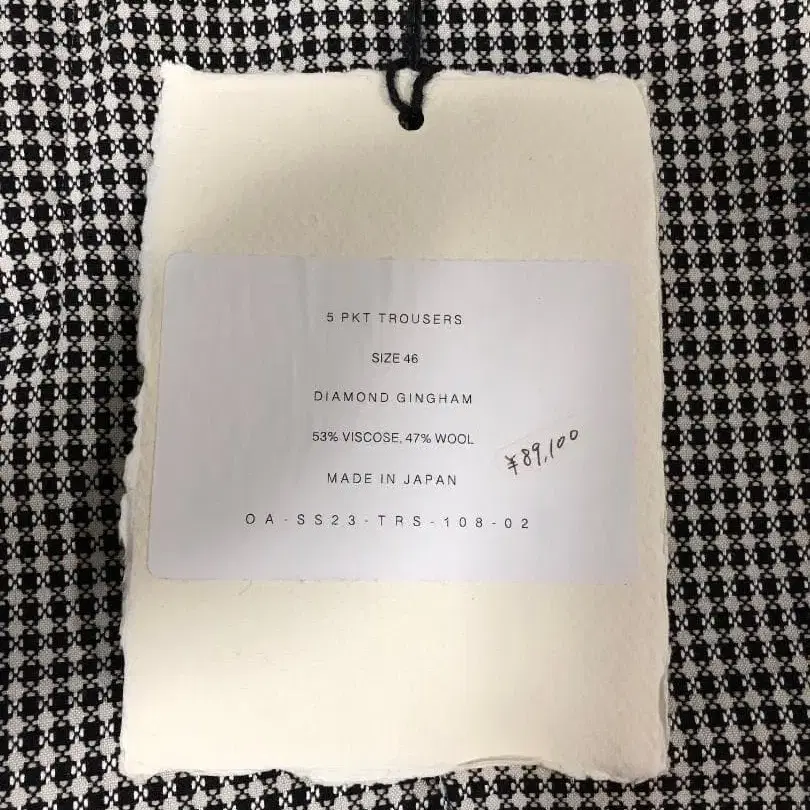 5 PKT TROUSERS
SIZE 46
DIAMOND GINGHAM
53% VISCOSE, 47% WOOL
¥89,100
MADE IN JAPAN
OA-SS23-TRS-108-02